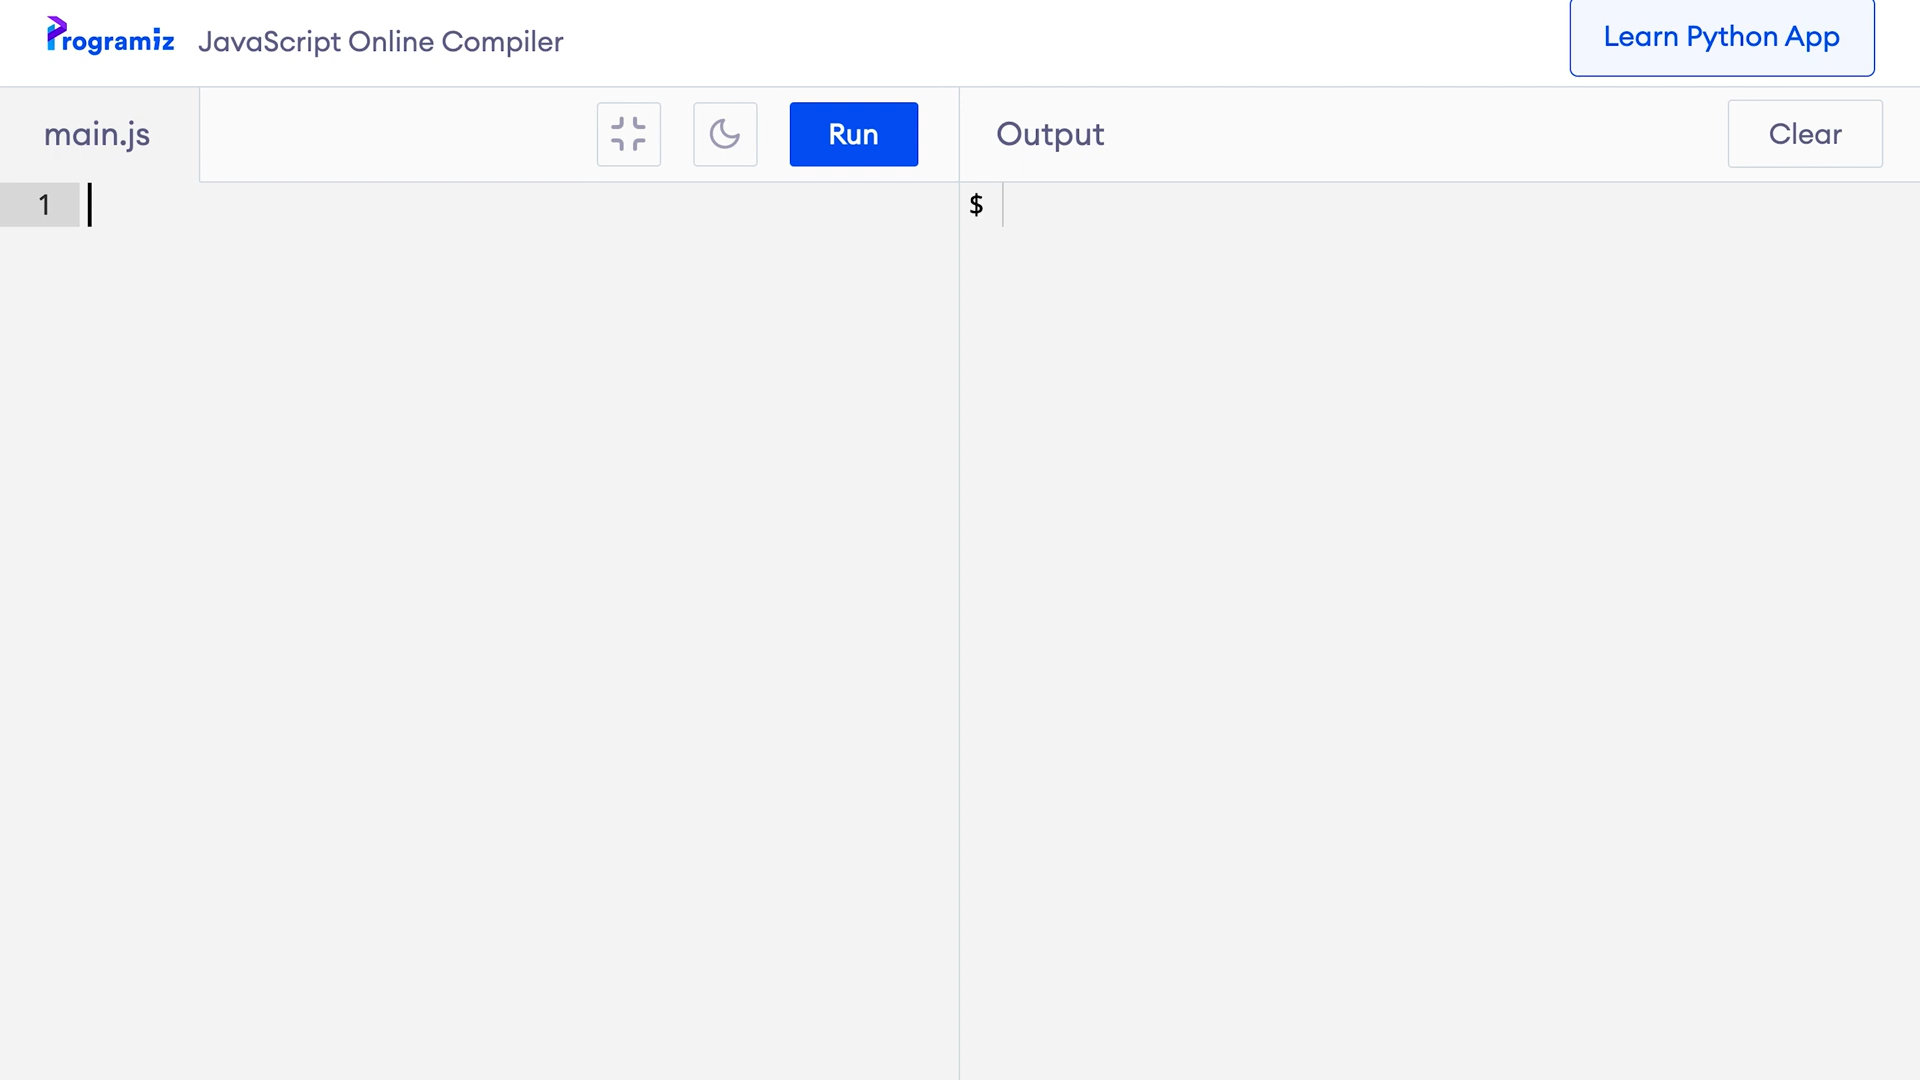 Programiz JavaScript Online Compiler
Learn Python App
main.js
Run
Output
Clear
1
$